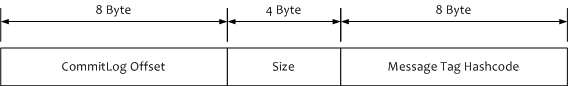 8 Byte 4 Byte 8 Byte
CommitLog Offset Size Message Tag Hashcode